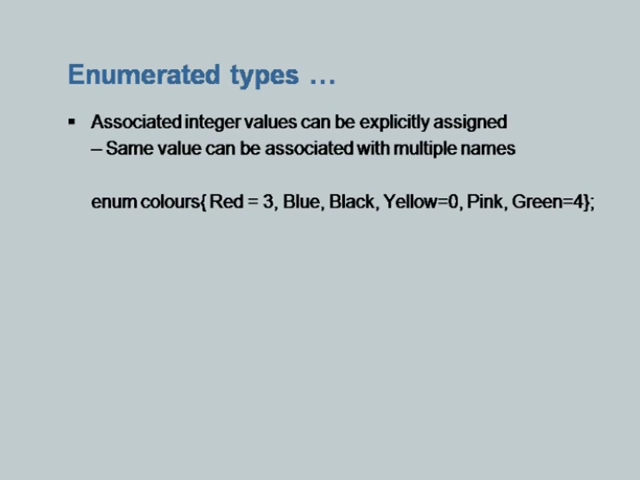 Enumerated types …
▪ Associated integer values can be explicitly assigned
– Same value can be associated with multiple names
enum colours{ Red = 3, Blue, Black, Yellow=0, Pink, Green=4};